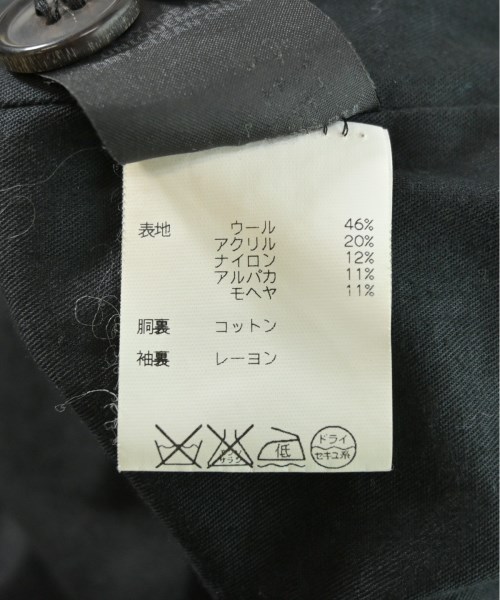 表地 ウール 46%
アクリル 20%
ナイロン 12%
アルパカ 11%
モヘヤ 11%
胴裏 コットン
袖裏 レーヨン
低
ドライ
セキユ系